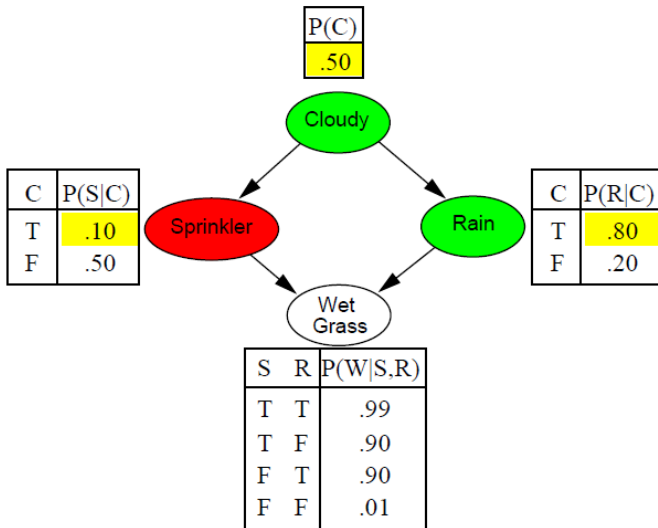 P(C)
.50
Cloudy
C P(S|C)
T .10
F .50
Sprinkler
Rain
C P(R|C)
T .80
F .20
Wet
Grass
S R P(W|S,R)
T T .99
T F .90
F T .90
F F .01